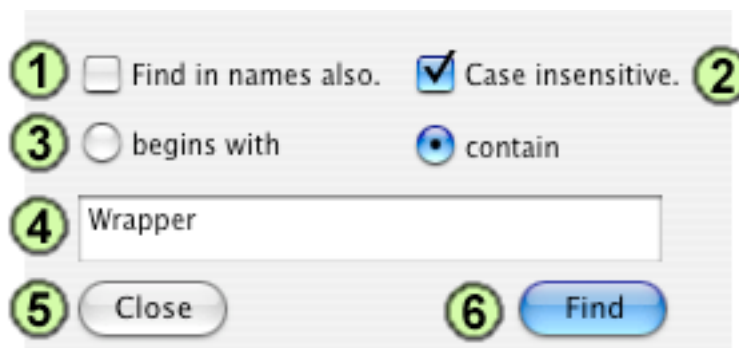 1 Find in names also. Case insensitive. 2
3 begins with contain
4 Wrapper
5 Close 6 Find